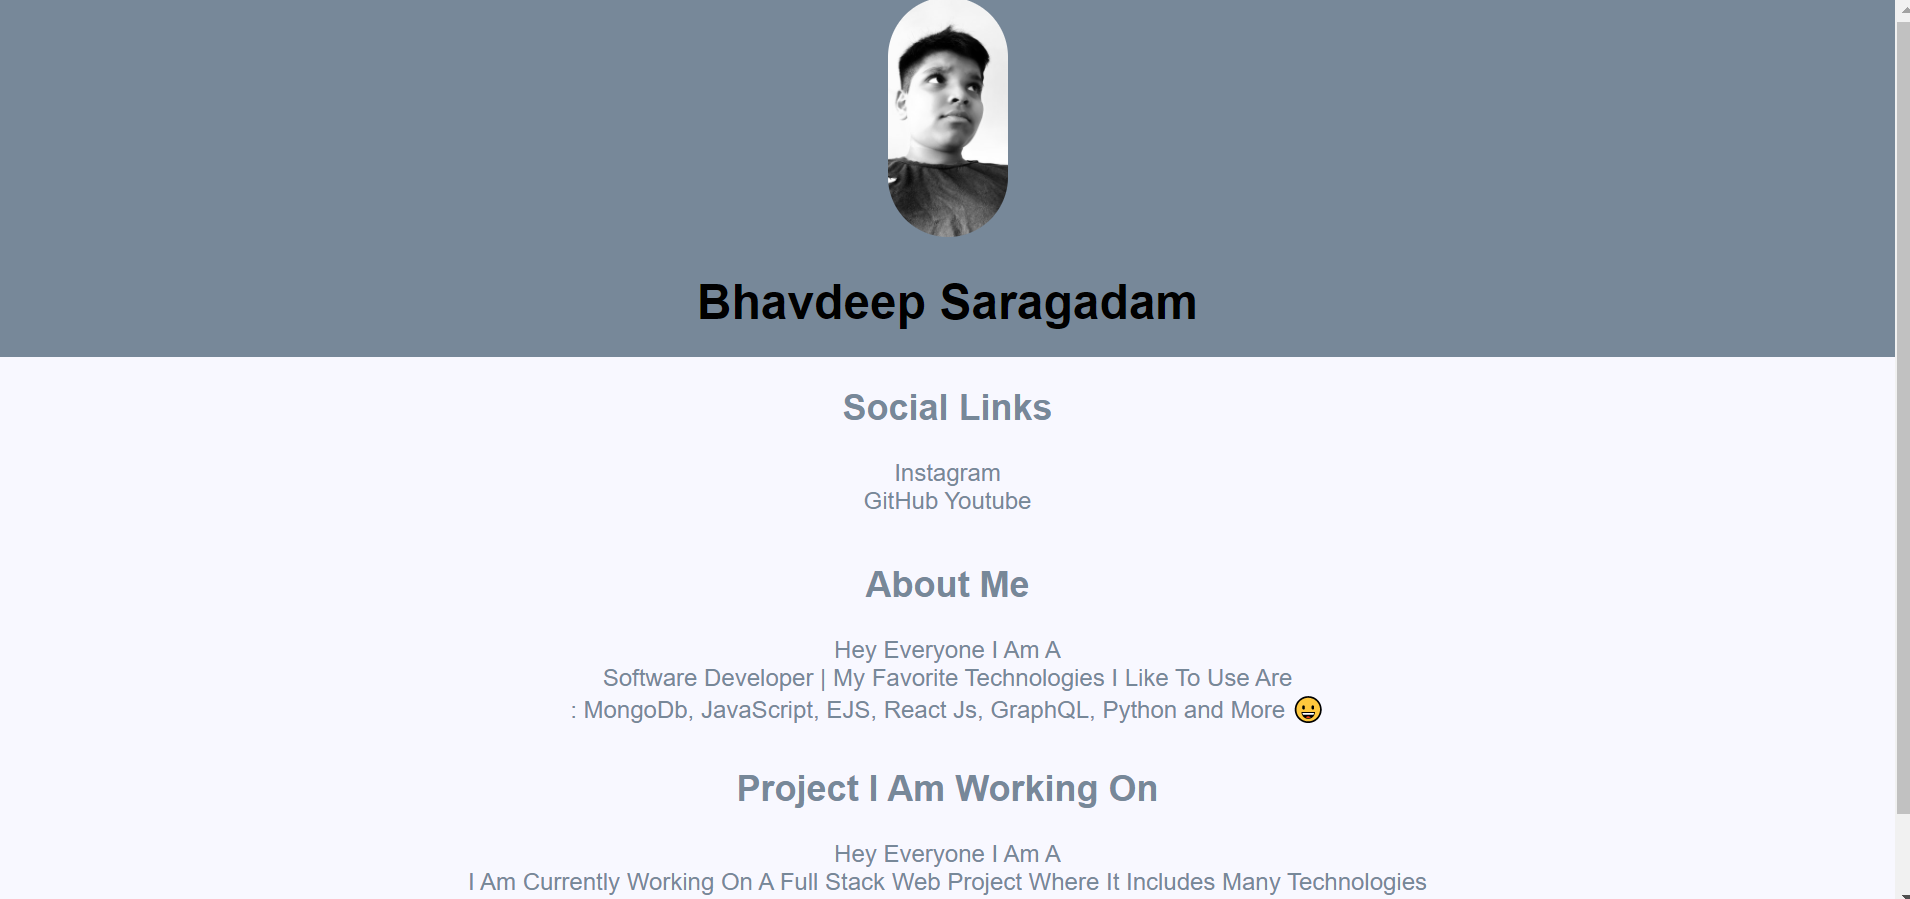 Bhavdeep Saragadam
Social Links
Instagram
GitHub Youtube
About Me
Hey Everyone I Am A
Software Developer | My Favorite Technologies I Like To Use Are
: MongoDb, JavaScript, EJS, React Js, GraphQL, Python and More 😀
Project I Am Working On
Hey Everyone I Am A
I Am Currently Working On A Full Stack Web Project Where It Includes Many Technologies